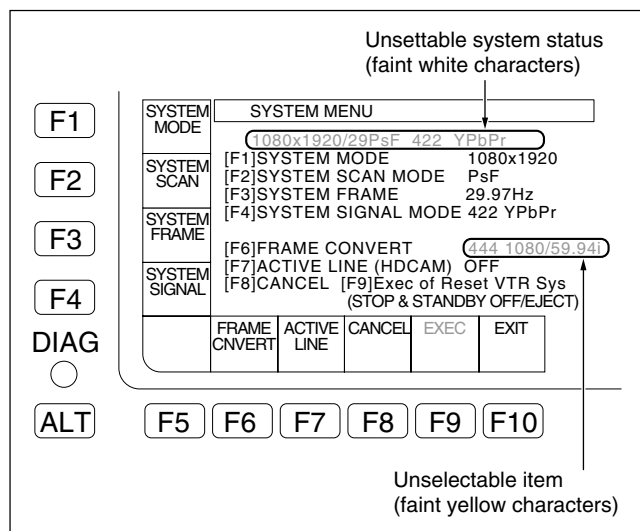 Unsettable system status
(faint white characters)
F1
F2
F3
F4
DIAG
ALT
SYSTEM
MODE
SYSTEM
SCAN
SYSTEM
FRAME
SYSTEM
SIGNAL
SYSTEM MENU
1080x1920/29PsF 422 YPbPr
[F1]SYSTEM MODE 1080x1920
[F2]SYSTEM SCAN MODE PsF
[F3]SYSTEM FRAME 29.97Hz
[F4]SYSTEM SIGNAL MODE 422 YPbPr
[F6]FRAME CONVERT 444 1080/59.94i
[F7]ACTIVE LINE (HDCAM) OFF
[F8]CANCEL [F9]Exec of Reset VTR Sys
(STOP & STANDBY OFF/EJECT)
FRAME
CNVERT
ACTIVE
LINE
CANCEL
EXEC
EXIT
F5 F6 F7 F8 F9 F10
Unselectable item
(faint yellow characters)